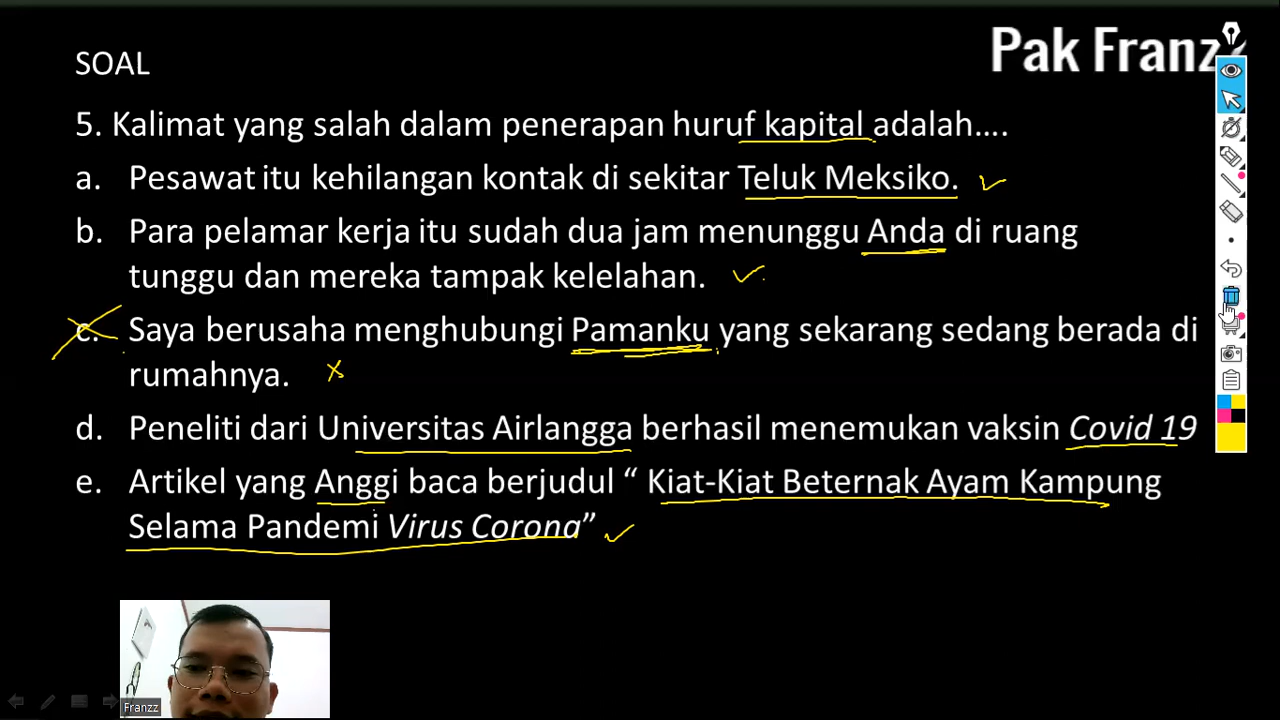 Pak Franzz
SOAL
5. Kalimat yang salah dalam penerapan huruf kapital adalah....
a. Pesawat itu kehilangan kontak di sekitar Teluk Meksiko.
b. Para pelamar kerja itu sudah dua jam menunggu Anda di ruang
tunggu dan mereka tampak kelelahan.
c. Saya berusaha menghubungi Pamanku yang sekarang sedang berada di
rumahnya.
d. Peneliti dari Universitas Airlangga berhasil menemukan vaksin Covid 19
e. Artikel yang Anggi baca berjudul “ Kiat-Kiat Beternak Ayam Kampung
Selama Pandemi Virus Corona”
Franzz